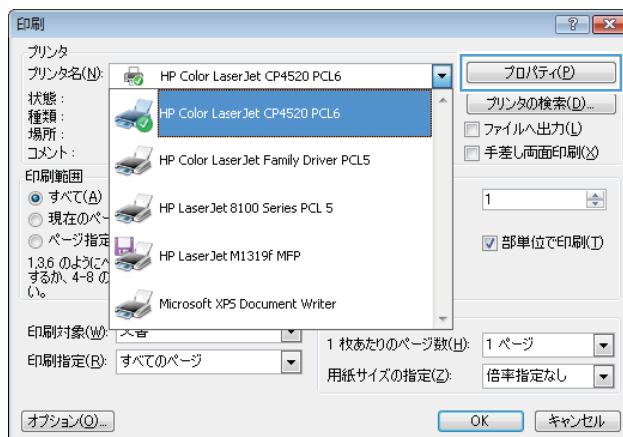 印刷
プリンタ
プリンタ名(N):
HP Color LaserJet CP4520 PCL6
プロパティ(P)
状態 :
種類 :
場所 :
コメント :
HP Color LaserJet CP4520 PCL6
HP Color LaserJet Family Driver PCL5
HP LaserJet 8100 Series PCL 5
HP LaserJet M1319f MFP
Microsoft XPS Document Writer
プリンタの検索(D)...
ファイルへ出力(L)
手差し両面印刷(X)
印刷範囲
すべて(A)
現在のペー
ページ指定
1,3,6 のように
するか、4-8 の
い。
1
部単位で印刷(T)
印刷対象(W):
印刷指定(R):
すべてのページ
1 枚あたりのページ数(H):
1 ページ
用紙サイズの指定(Z):
倍率指定なし
オプション(O)...
OK
キャンセル